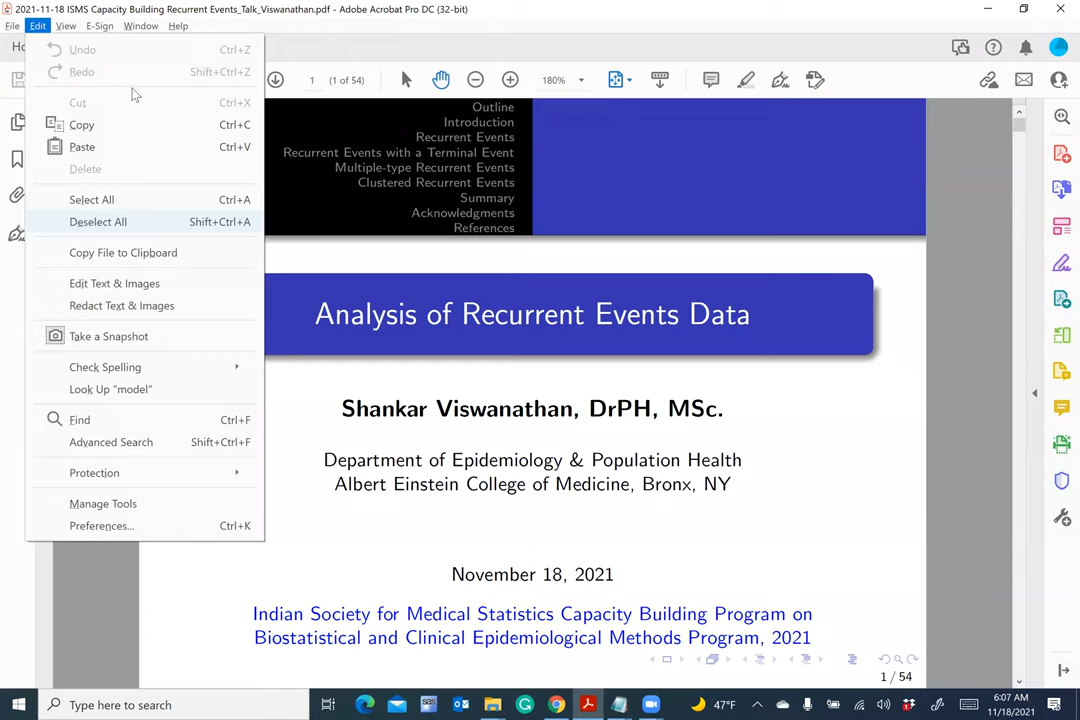 2021-11-18 ISMS Capacity Building Recurrent Events_Talk_Viswanathan.pdf - Adobe Acrobat Pro DC (32-bit)
File Edit View E-Sign Window Help
Undo Ctrl+Z
Redo Shift+Ctrl+Z
Cut Ctrl+X
Copy Ctrl+C
Paste Ctrl+V
Delete
Select All Ctrl+A
Deselect All Shift+Ctrl+A
Copy File to Clipboard
Edit Text & Images
Redact Text & Images
Take a Snapshot
Check Spelling
Look Up "model"
Find Ctrl+F
Advanced Search Shift+Ctrl+F
Protection
Manage Tools
Preferences... Ctrl+K
1 (1 of 54) 180%
Outline
Introduction
Recurrent Events
Recurrent Events with a Terminal Event
Multiple-type Recurrent Events
Clustered Recurrent Events
Summary
Acknowledgments
References
Analysis of Recurrent Events Data
Shankar Viswanathan, DrPH, MSc.
Department of Epidemiology & Population Health
Albert Einstein College of Medicine, Bronx, NY
November 18, 2021
Indian Society for Medical Statistics Capacity Building Program on
Biostatistical and Clinical Epidemiological Methods Program, 2021
1 / 54
Type here to search
47°F
6:07 AM
11/18/2021